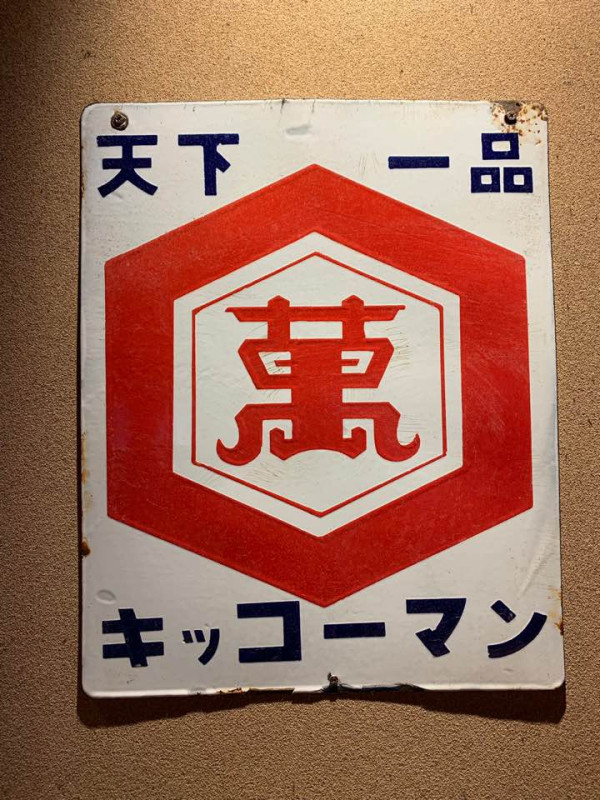 天下一品
萬
キッコーマン